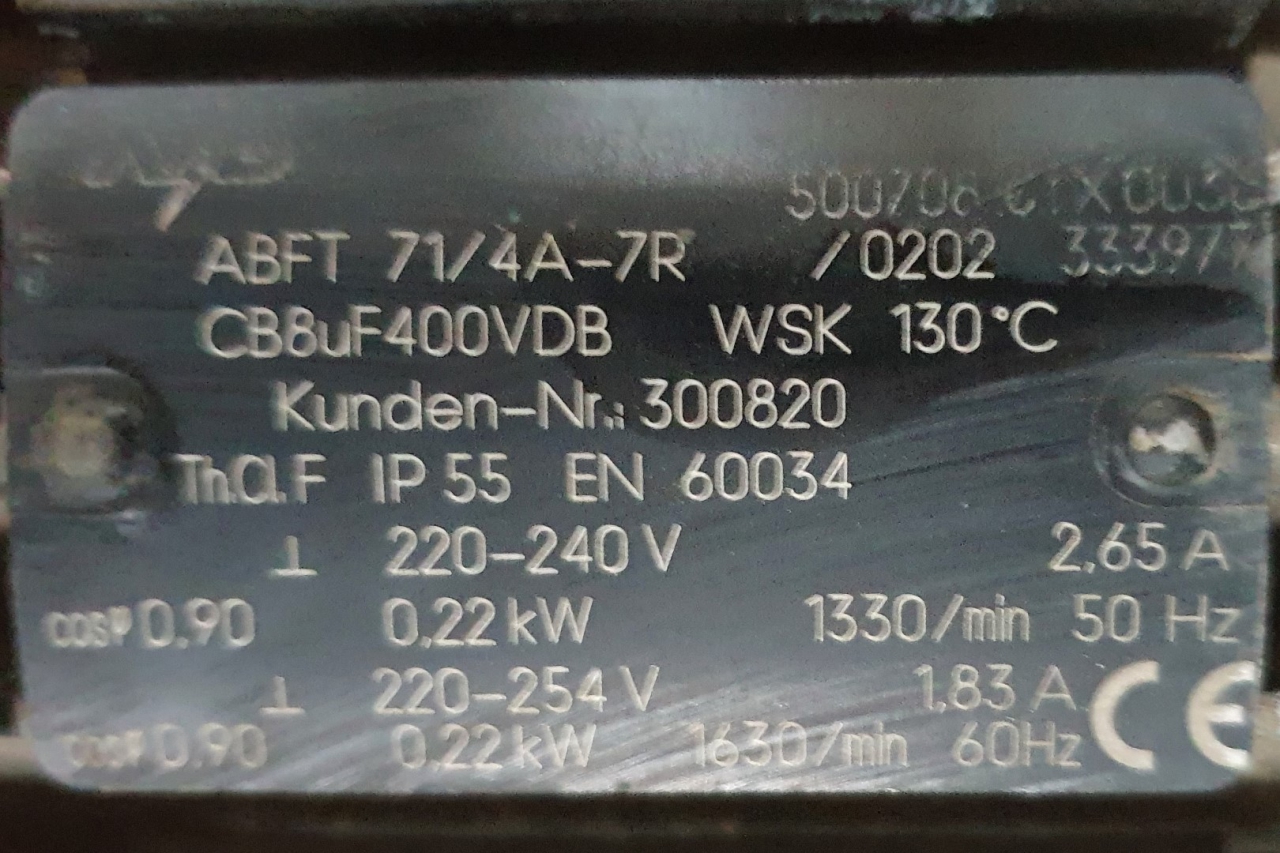 ABFT 71/4A-7R /0202
CB8uF400VDB WSK 130°C
Kunden-Nr.: 300820
Th.Cl.F IP 55 EN 60034
⊥ 220-240 V 2,65 A
cosφ 0.90 0,22 kW 1330/min 50 Hz
⊥ 220-254 V 1,83 A
cosφ 0.90 0,22 kW 1630/min 60Hz CE